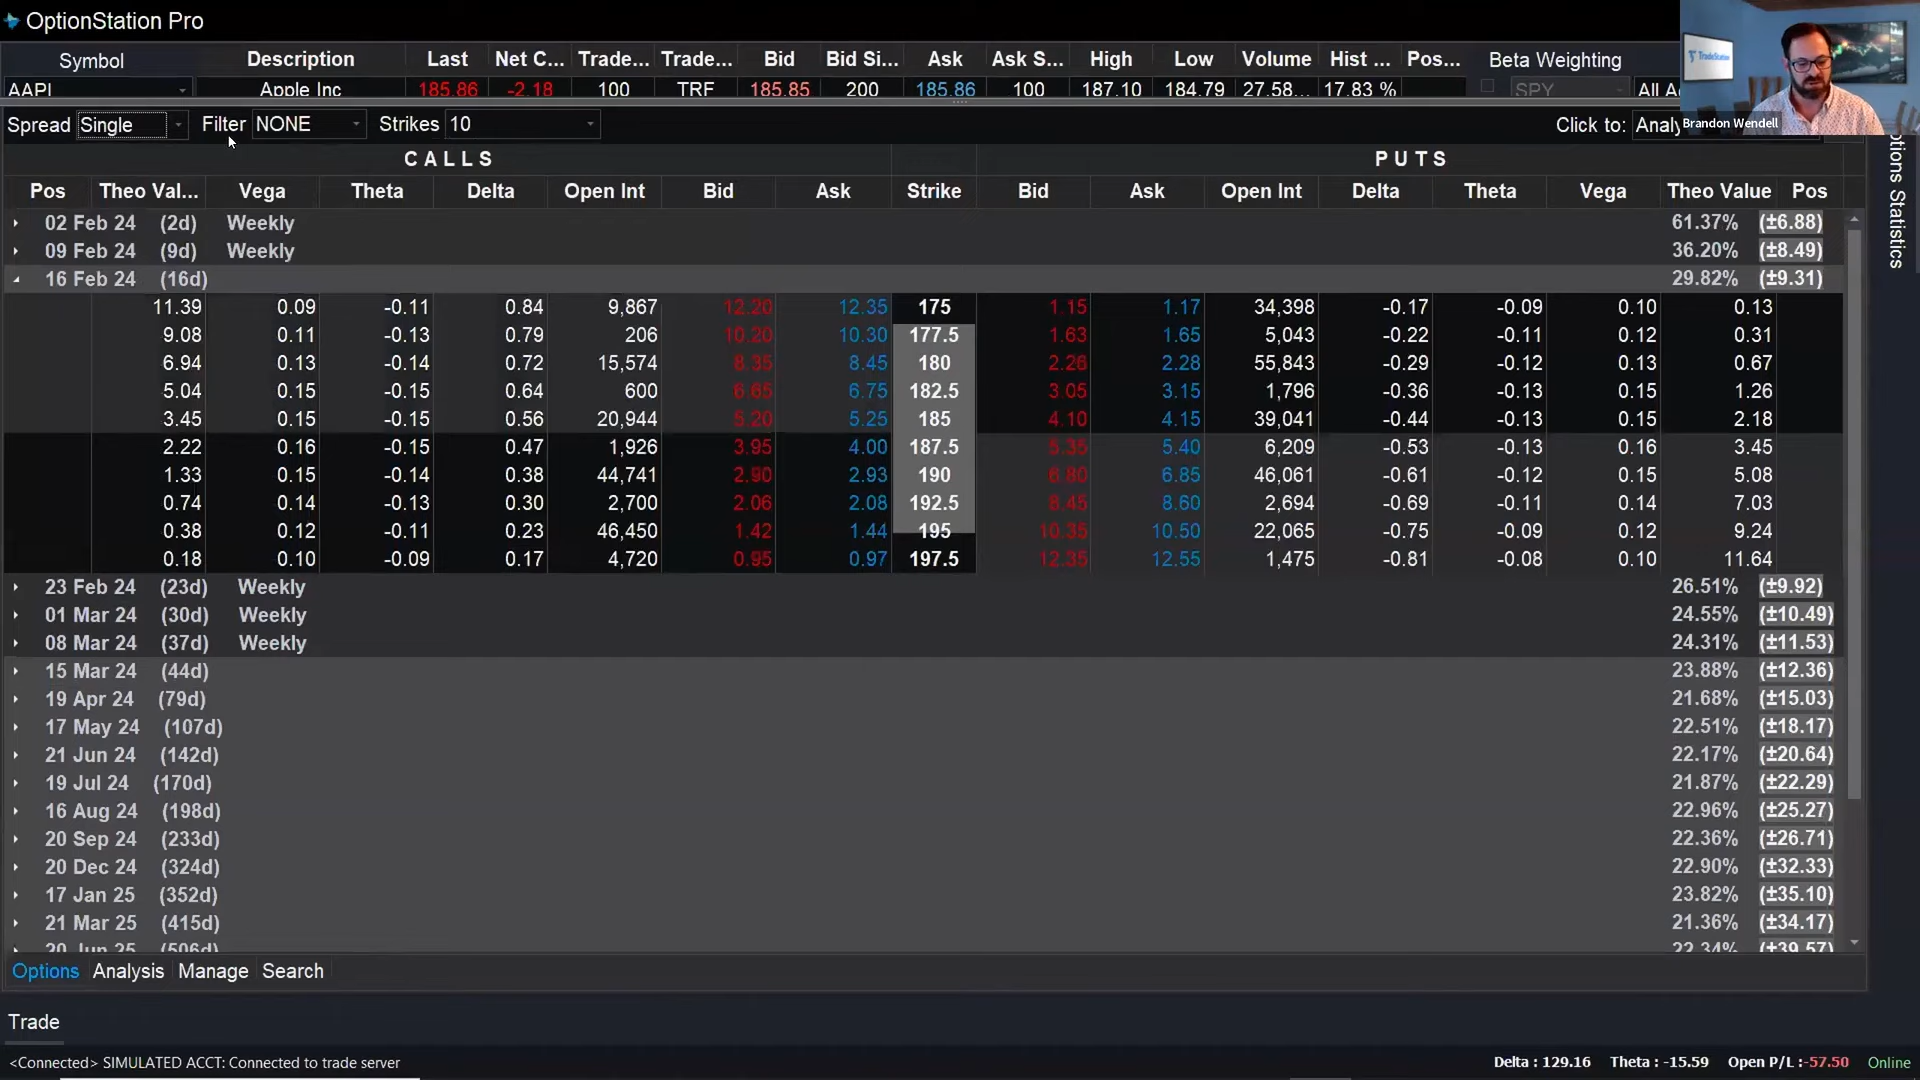 OptionStation Pro
Symbol Description Last Net C... Trade... Trade... Bid Bid Si... Ask Ask S... High Low Volume Hist ... Pos... Beta Weighting
AAPL Apple Inc 185.86 -2.18 100 TRF 185.85 200 185.86 100 187.10 184.79 27.58... 17.83 % SPY
TradeStation
Brandon Wendell
Spread Single Filter NONE Strikes 10 Click to: Analy
CALLS PUTS
Pos Theo Val... Vega Theta Delta Open Int Bid Ask Strike Bid Ask Open Int Delta Theta Vega Theo Value Pos
02 Feb 24 (2d) Weekly 61.37% (±6.88)
09 Feb 24 (9d) Weekly 36.20% (±8.49)
16 Feb 24 (16d) 29.82% (±9.31)
11.39 0.09 -0.11 0.84 9,867 12.20 12.35 175 1.15 1.17 34,398 -0.17 -0.09 0.10 0.13
9.08 0.11 -0.13 0.79 206 10.20 10.30 177.5 1.63 1.65 5,043 -0.22 -0.11 0.12 0.31
6.94 0.13 -0.14 0.72 15,574 8.35 8.45 180 2.26 2.28 55,843 -0.29 -0.12 0.13 0.67
5.04 0.15 -0.15 0.64 600 6.65 6.75 182.5 3.05 3.15 1,796 -0.36 -0.13 0.15 1.26
3.45 0.15 -0.15 0.56 20,944 5.20 5.25 185 4.10 4.15 39,041 -0.44 -0.13 0.15 2.18
2.22 0.16 -0.15 0.47 1,926 3.95 4.00 187.5 5.35 5.40 6,209 -0.53 -0.13 0.16 3.45
1.33 0.15 -0.14 0.38 44,741 2.90 2.93 190 6.80 6.85 46,061 -0.61 -0.12 0.15 5.08
0.74 0.14 -0.13 0.30 2,700 2.06 2.08 192.5 8.45 8.60 2,694 -0.69 -0.11 0.14 7.03
0.38 0.12 -0.11 0.23 46,450 1.42 1.44 195 10.35 10.50 22,065 -0.75 -0.09 0.12 9.24
0.18 0.10 -0.09 0.17 4,720 0.95 0.97 197.5 12.35 12.55 1,475 -0.81 -0.08 0.10 11.64
23 Feb 24 (23d) Weekly 26.51% (±9.92)
01 Mar 24 (30d) Weekly 24.55% (±10.49)
08 Mar 24 (37d) Weekly 24.31% (±11.53)
15 Mar 24 (44d) 23.88% (±12.36)
19 Apr 24 (79d) 21.68% (±15.03)
17 May 24 (107d) 22.51% (±18.17)
21 Jun 24 (142d) 22.17% (±20.64)
19 Jul 24 (170d) 21.87% (±22.29)
16 Aug 24 (198d) 22.96% (±25.27)
20 Sep 24 (233d) 22.36% (±26.71)
20 Dec 24 (324d) 22.90% (±32.33)
17 Jan 25 (352d) 23.82% (±35.10)
21 Mar 25 (415d) 21.36% (±34.17)
20 Jun 25 (506d) 22.34% (±39.57)
Options Statistics
Options Analysis Manage Search
Trade
<Connected> SIMULATED ACCT: Connected to trade server Delta : 129.16 Theta : -15.59 Open P/L :-57.50 Online